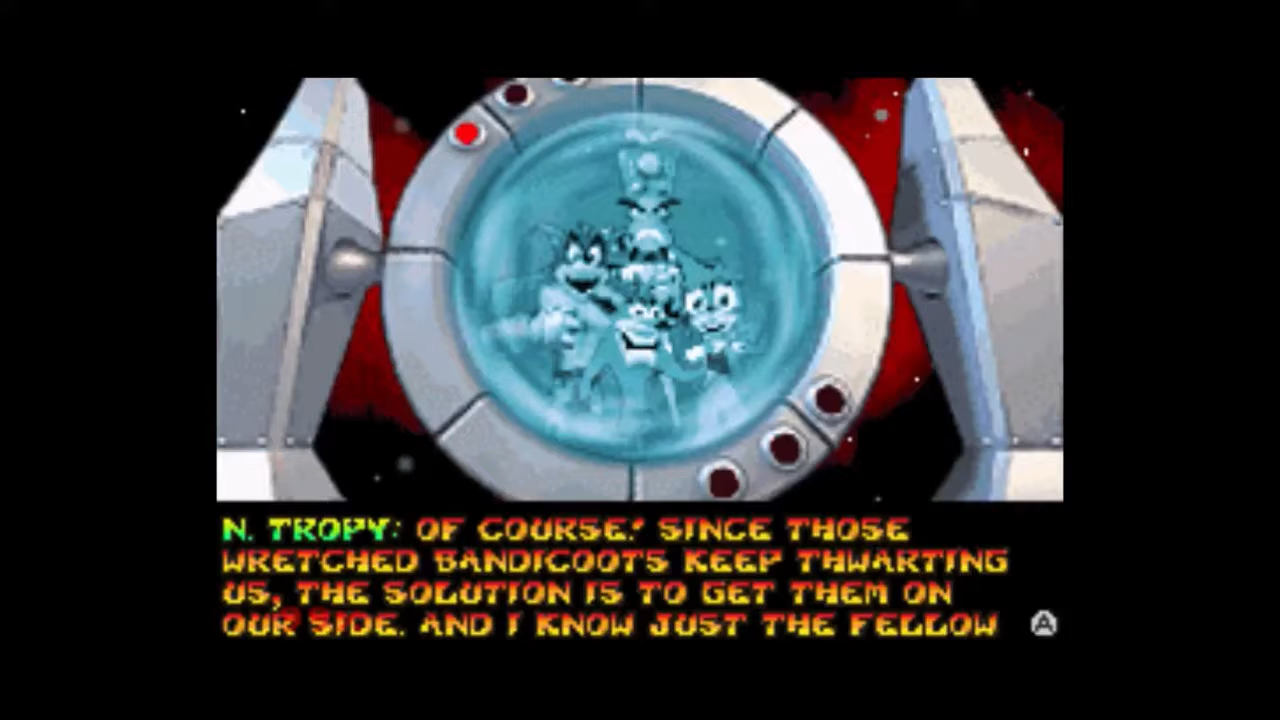 N. TROPY: OF COURSE! SINCE THOSE
WRETCHED BANDICOOTS KEEP THWARTING
US, THE SOLUTION IS TO GET THEM ON
OUR SIDE. AND I KNOW JUST THE FELLOW
A